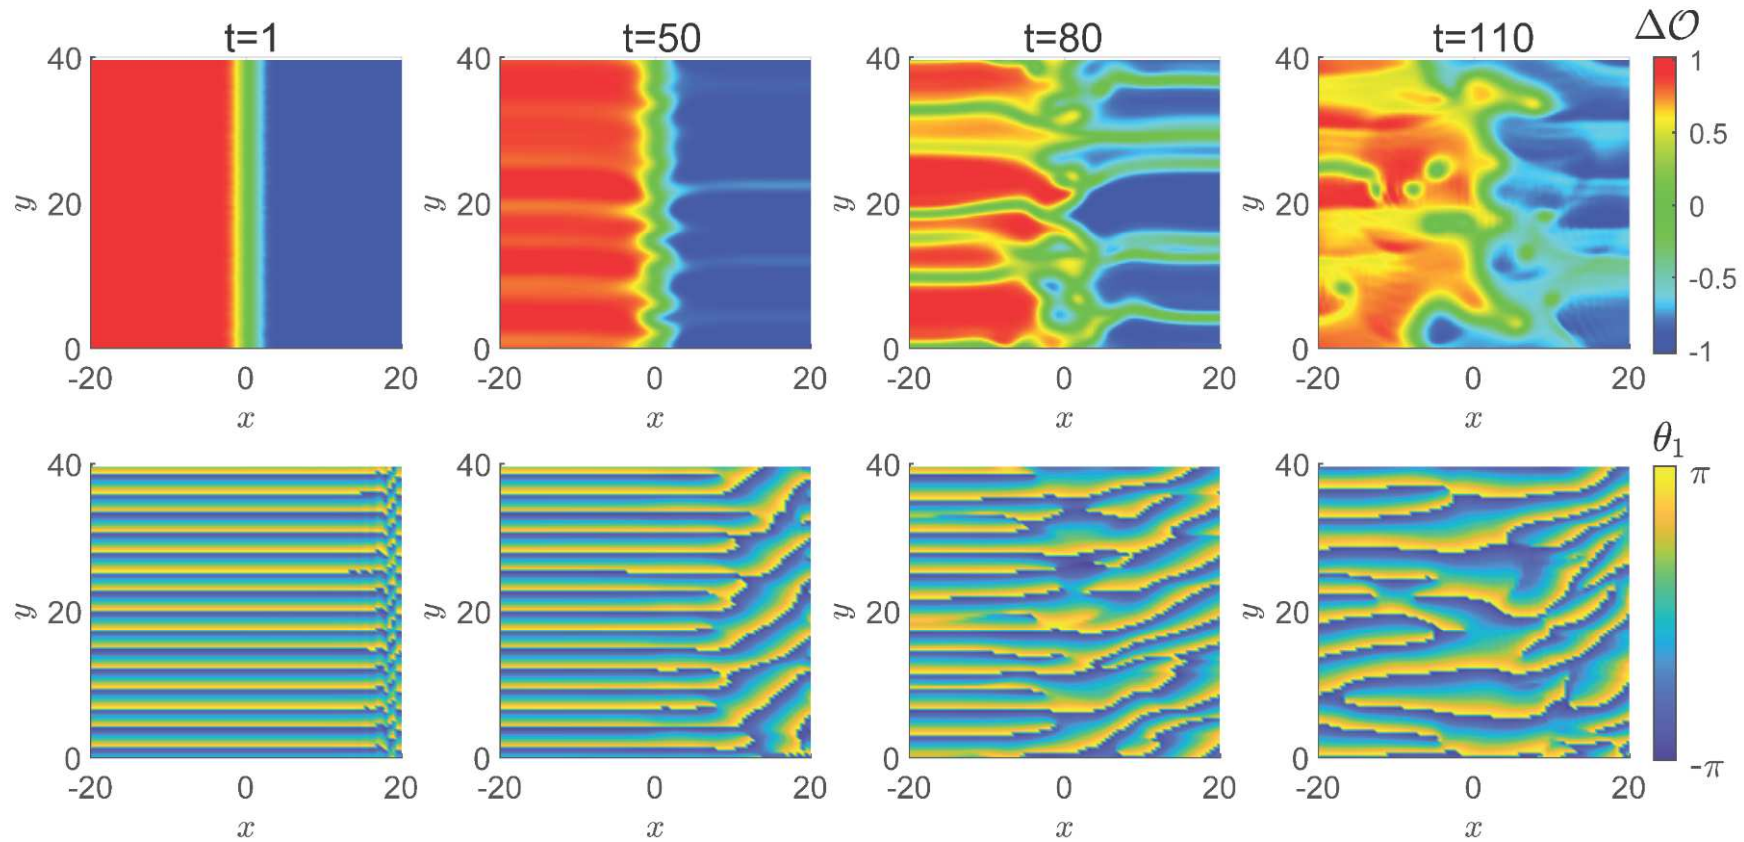 t=1 t=50 t=80 t=110 Δ𝒪
40 40 40 40 1
0.5
y 20 y 20 y 20 y 20 0
-0.5
0 0 0 0 -1
-20 0 20 -20 0 20 -20 0 20 -20 0 20
x x x x
θ₁
40 40 40 40 π
y 20 y 20 y 20 y 20
0 0 0 0 -π
-20 0 20 -20 0 20 -20 0 20 -20 0 20
x x x x